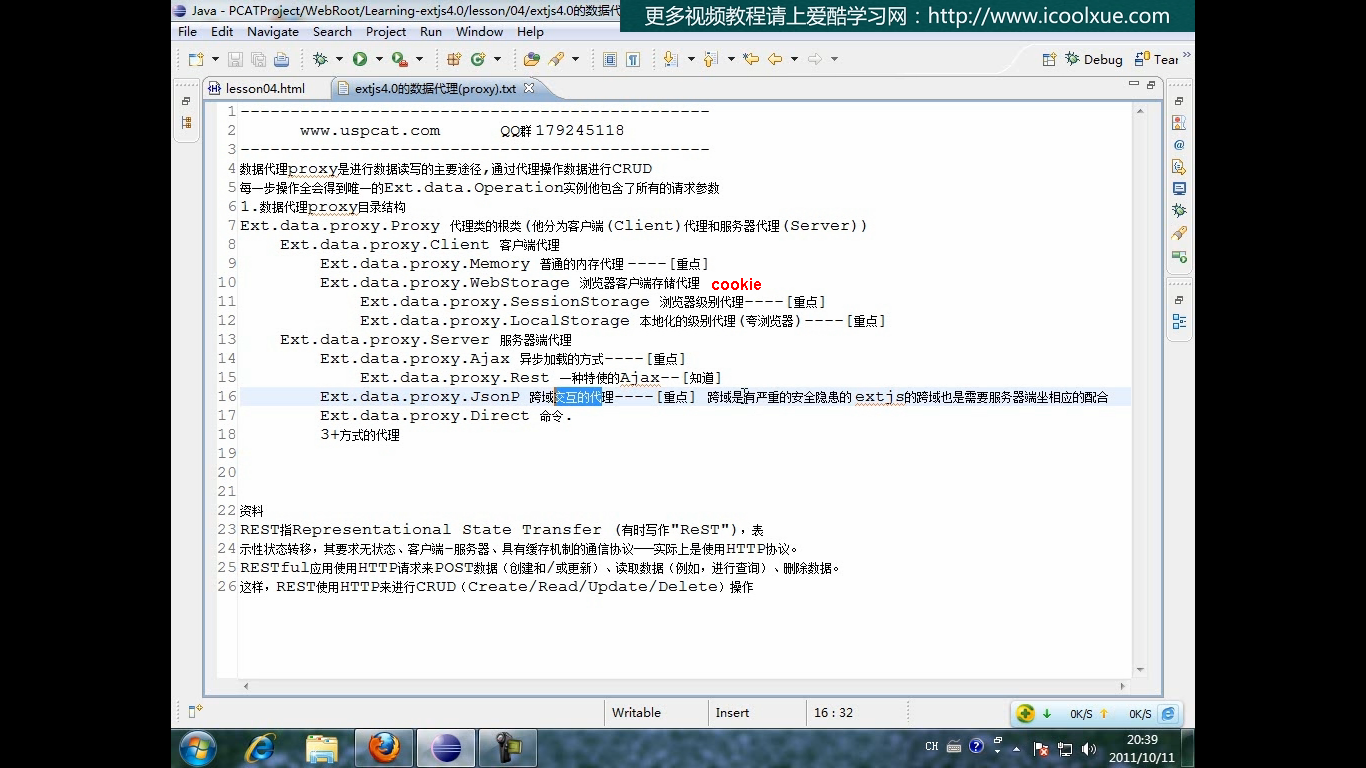 Java - PCATProject/WebRoot/Learning-extjs4.0/lesson/04/extjs4.0的数据代
更多视频教程请上爱酷学习网：http://www.icoolxue.com
File Edit Navigate Search Project Run Window Help
Debug Tear
lesson04.html
extjs4.0的数据代理(proxy).txt
1 -----------------------------------------------
2 www.uspcat.com QQ群 179245118
3 -----------------------------------------------
4 数据代理proxy是进行数据读写的主要途径,通过代理操作数据进行CRUD
5 每一步操作全会得到唯一的Ext.data.Operation实例他包含了所有的请求参数
6 1.数据代理proxy目录结构
7 Ext.data.proxy.Proxy 代理类的根类(他分为客户端(Client)代理和服务器代理(Server))
8 Ext.data.proxy.Client 客户端代理
9 Ext.data.proxy.Memory 普通的内存代理 ----[重点]
10 Ext.data.proxy.WebStorage 浏览器客户端存储代理 cookie
11 Ext.data.proxy.SessionStorage 浏览器级别代理----[重点]
12 Ext.data.proxy.LocalStorage 本地化的级别代理(夸浏览器)----[重点]
13 Ext.data.proxy.Server 服务器端代理
14 Ext.data.proxy.Ajax 异步加载的方式----[重点]
15 Ext.data.proxy.Rest 一种特使的Ajax--[知道]
16 Ext.data.proxy.JsonP 跨域交互的代理----[重点] 跨域是有严重的安全隐患的 extjs的跨域也是需要服务器端坐相应的配合
17 Ext.data.proxy.Direct 命令.
18 3+方式的代理
19
20
21
22 资料
23 REST指Representational State Transfer (有时写作"ReST")，表
24 示性状态转移，其要求无状态、客户端-服务器、具有缓存机制的通信协议——实际上是使用HTTP协议。
25 RESTful应用使用HTTP请求来POST数据（创建和/或更新）、读取数据（例如，进行查询）、删除数据。
26 这样，REST使用HTTP来进行CRUD（Create/Read/Update/Delete）操作
Writable Insert 16 : 32
0K/S 0K/S
CH
20:39
2011/10/11